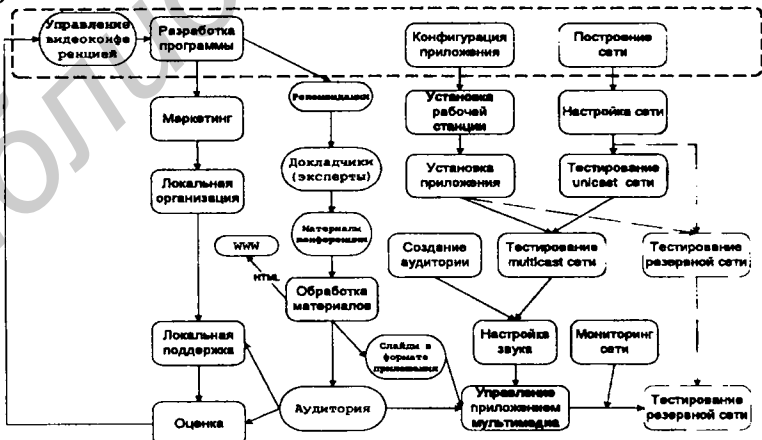 Управление
видеоконфе
ренцией
Разработка
программы
Конфигурация
приложения
Построение
сети
Рекомендации
Маркетинг
Установка
рабочей
станции
Настройка сети
Докладчики
(эксперты)
Локальная
организация
Установка
приложения
Тестирование
unicast сети
Материалы
конференции
WWW
HTML
Создание
аудитории
Тестирование
multicast сети
Тестирование
резервной сети
Обработка
материалов
Локальная
поддержка
Слайды в
формате
приложения
Настройка
звука
Мониторинг
сети
Оценка
Аудитория
Управление
приложением
мультимедиа
Тестирование
резервной сети